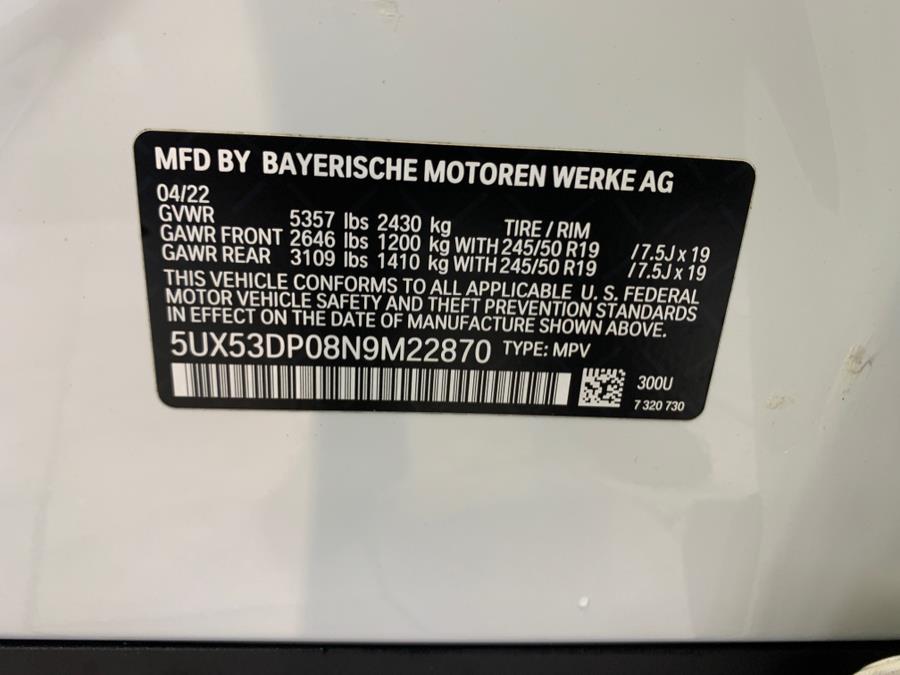 MFD BY BAYERISCHE MOTOREN WERKE AG
04/22
GVWR 5357 lbs 2430 kg TIRE / RIM
GAWR FRONT 2646 lbs 1200 kg WITH 245/50 R19 / 7.5J x 19
GAWR REAR 3109 lbs 1410 kg WITH 245/50 R19 / 7.5J x 19
THIS VEHICLE CONFORMS TO ALL APPLICABLE U. S. FEDERAL
MOTOR VEHICLE SAFETY AND THEFT PREVENTION STANDARDS
IN EFFECT ON THE DATE OF MANUFACTURE SHOWN ABOVE.
5UX53DP08N9M22870 TYPE: MPV
300U
7 320 730